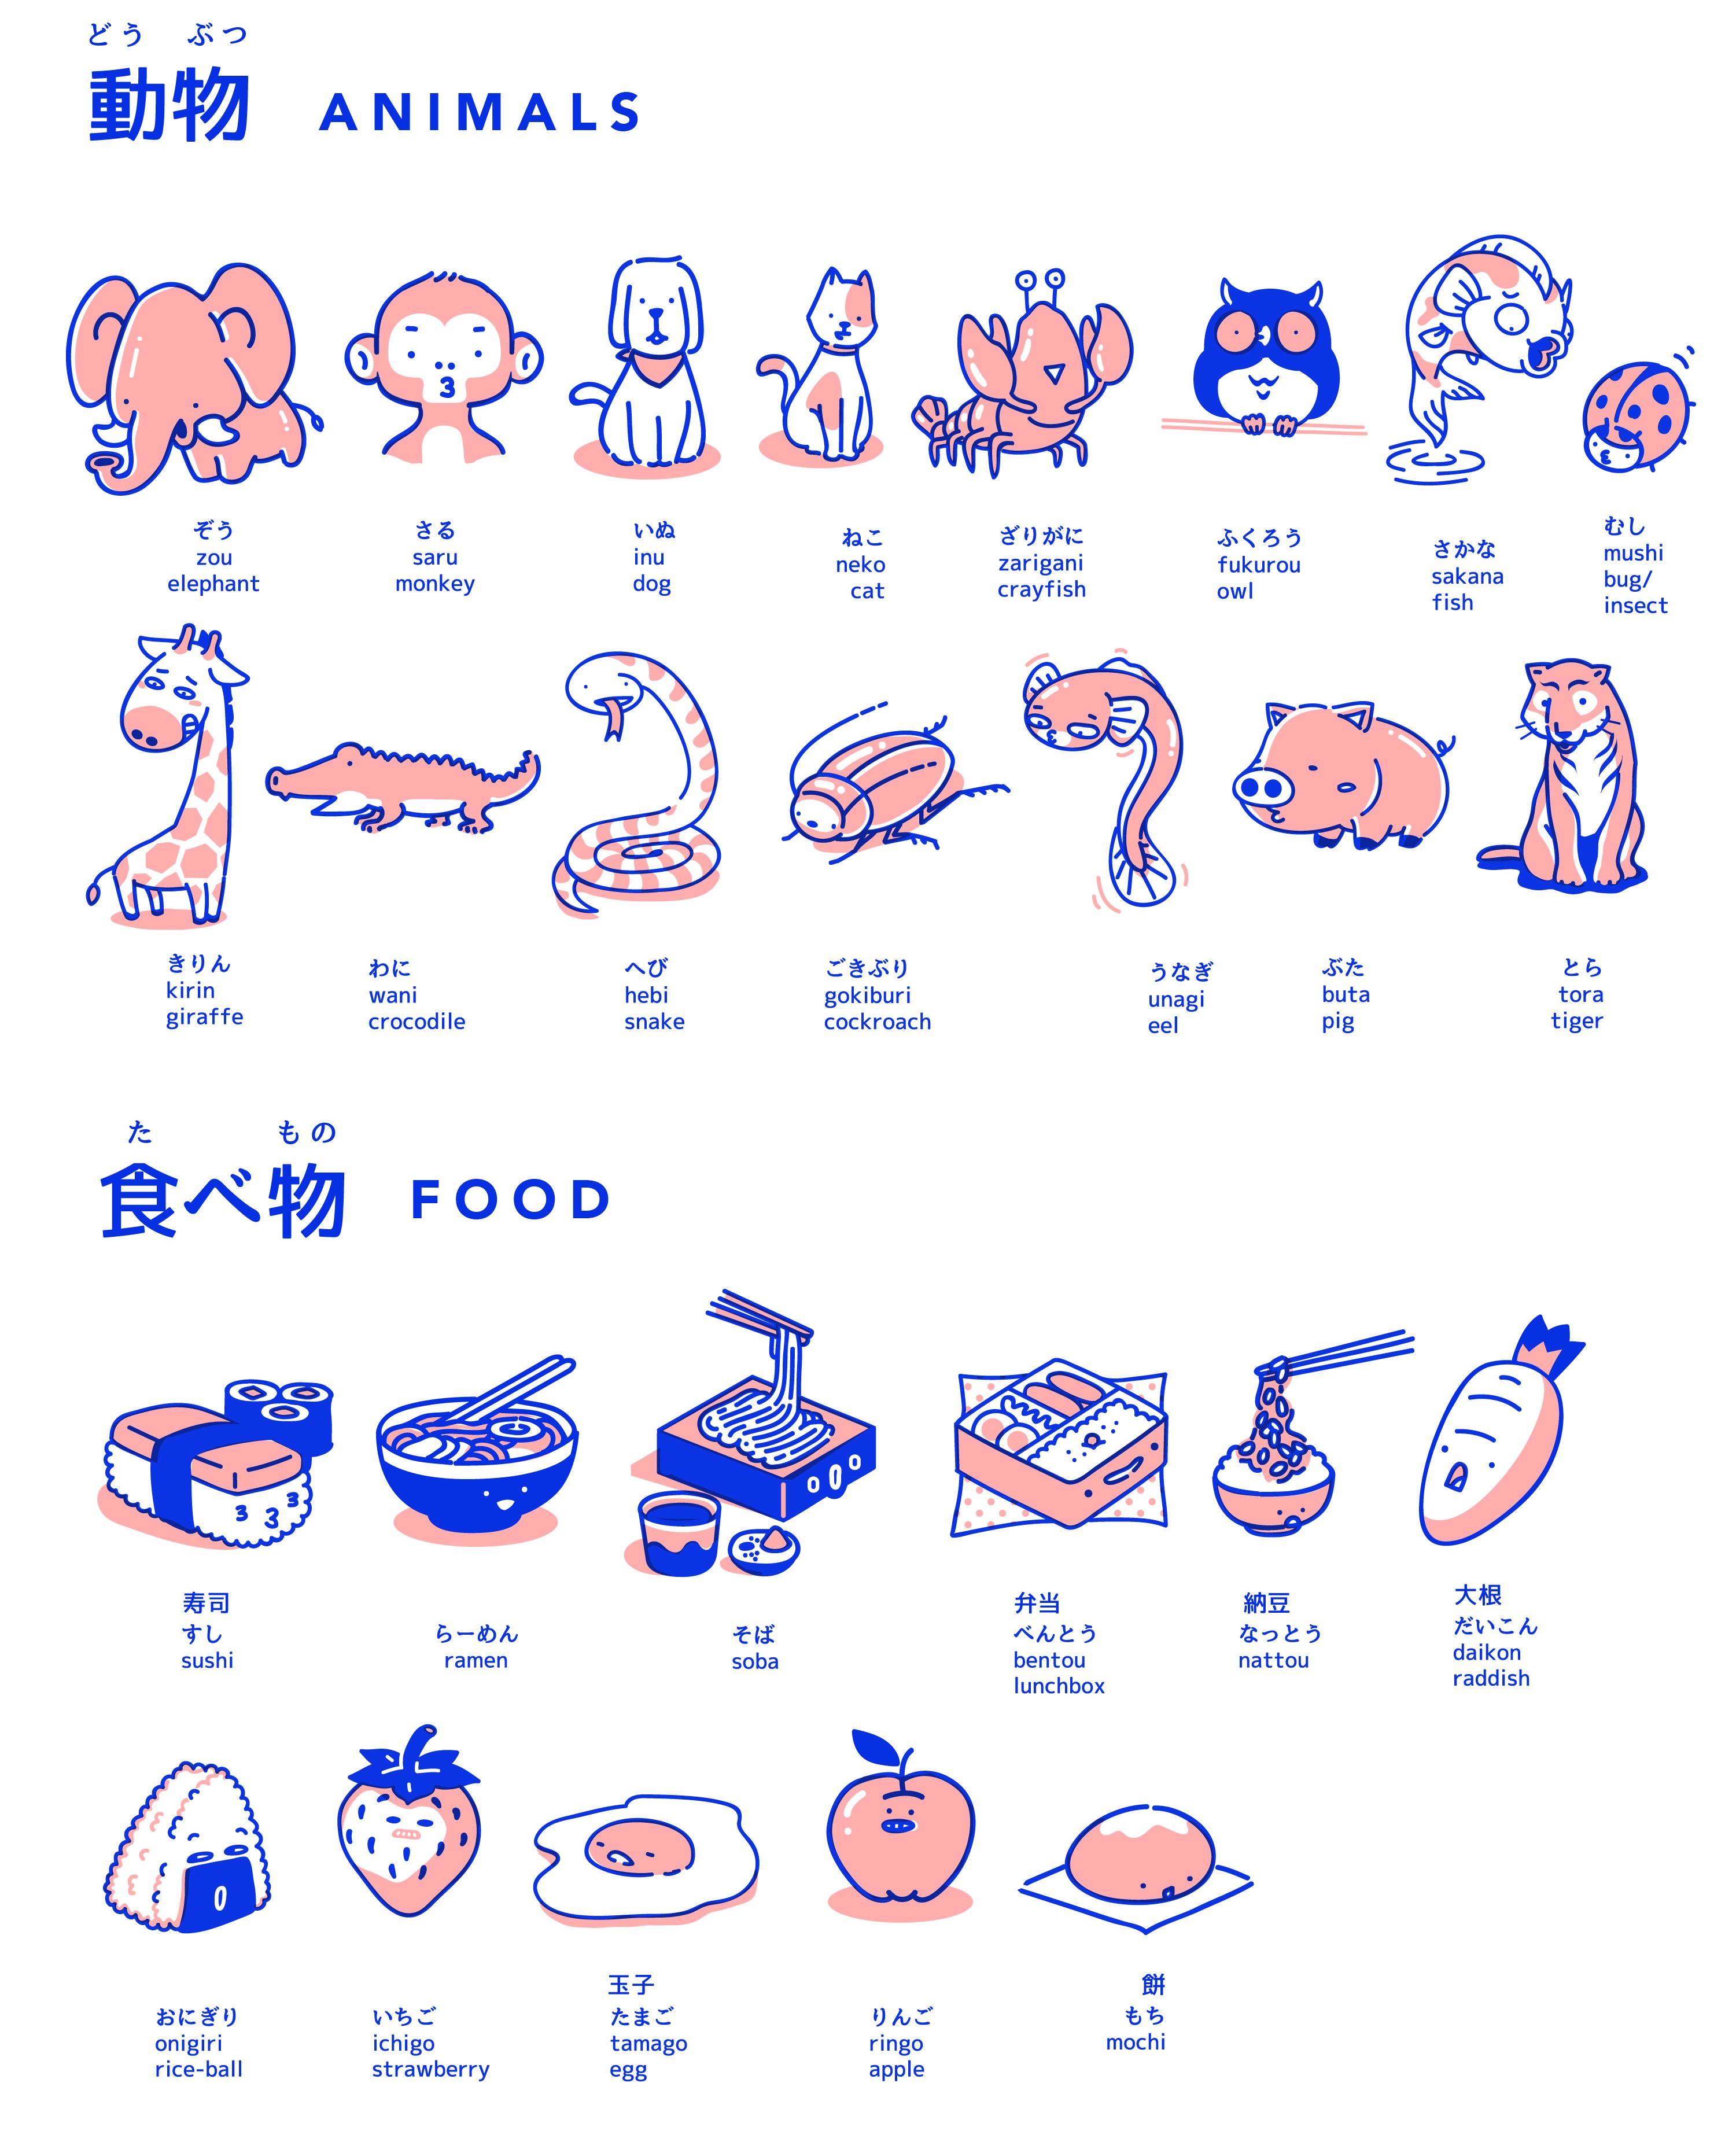 どう ぶつ
動物 ANIMALS
ぞう
zou
elephant
さる
saru
monkey
いぬ
inu
dog
ねこ
neko
cat
ざりがに
zarigani
crayfish
ふくろう
fukurou
owl
さかな
sakana
fish
むし
mushi
bug/
insect
きりん
kirin
giraffe
わに
wani
crocodile
へび
hebi
snake
ごきぶり
gokiburi
cockroach
うなぎ
unagi
eel
ぶた
buta
pig
とら
tora
tiger
た もの
食べ物 FOOD
寿司
すし
sushi
らーめん
ramen
そば
soba
弁当
べんとう
bentou
lunchbox
納豆
なっとう
nattou
大根
だいこん
daikon
raddish
おにぎり
onigiri
rice-ball
いちご
ichigo
strawberry
玉子
たまご
tamago
egg
りんご
ringo
apple
餅
もち
mochi